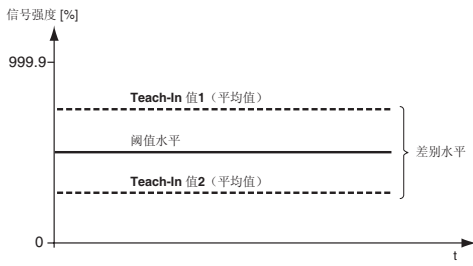 信号强度 [%]
999.9
Teach-In 值1（平均值）
阈值水平
差别水平
Teach-In 值2（平均值）
0
t